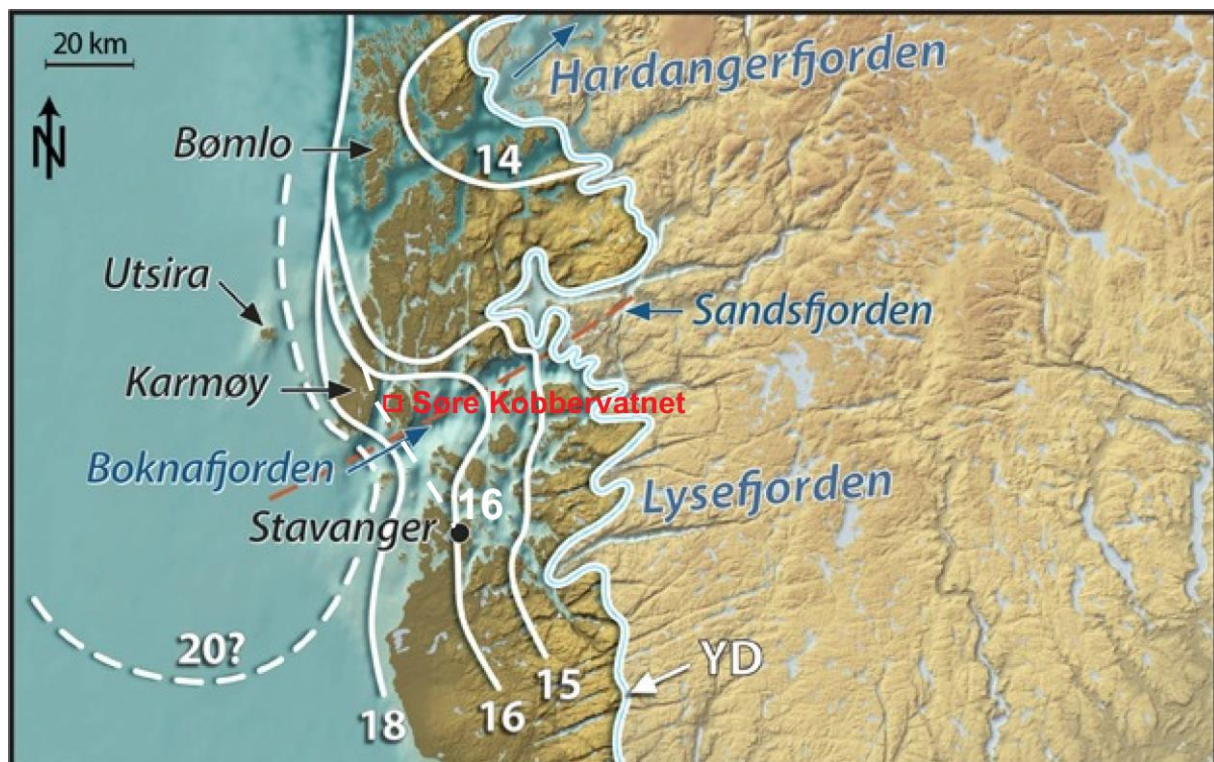 20 km
Hardangerfjorden
N
Bømlo
14
Utsira
Sandsfjorden
Karmøy
Søre Kobbervatnet
Boknafjorden
Lysefjorden
16
Stavanger
20?
YD
15
16
18